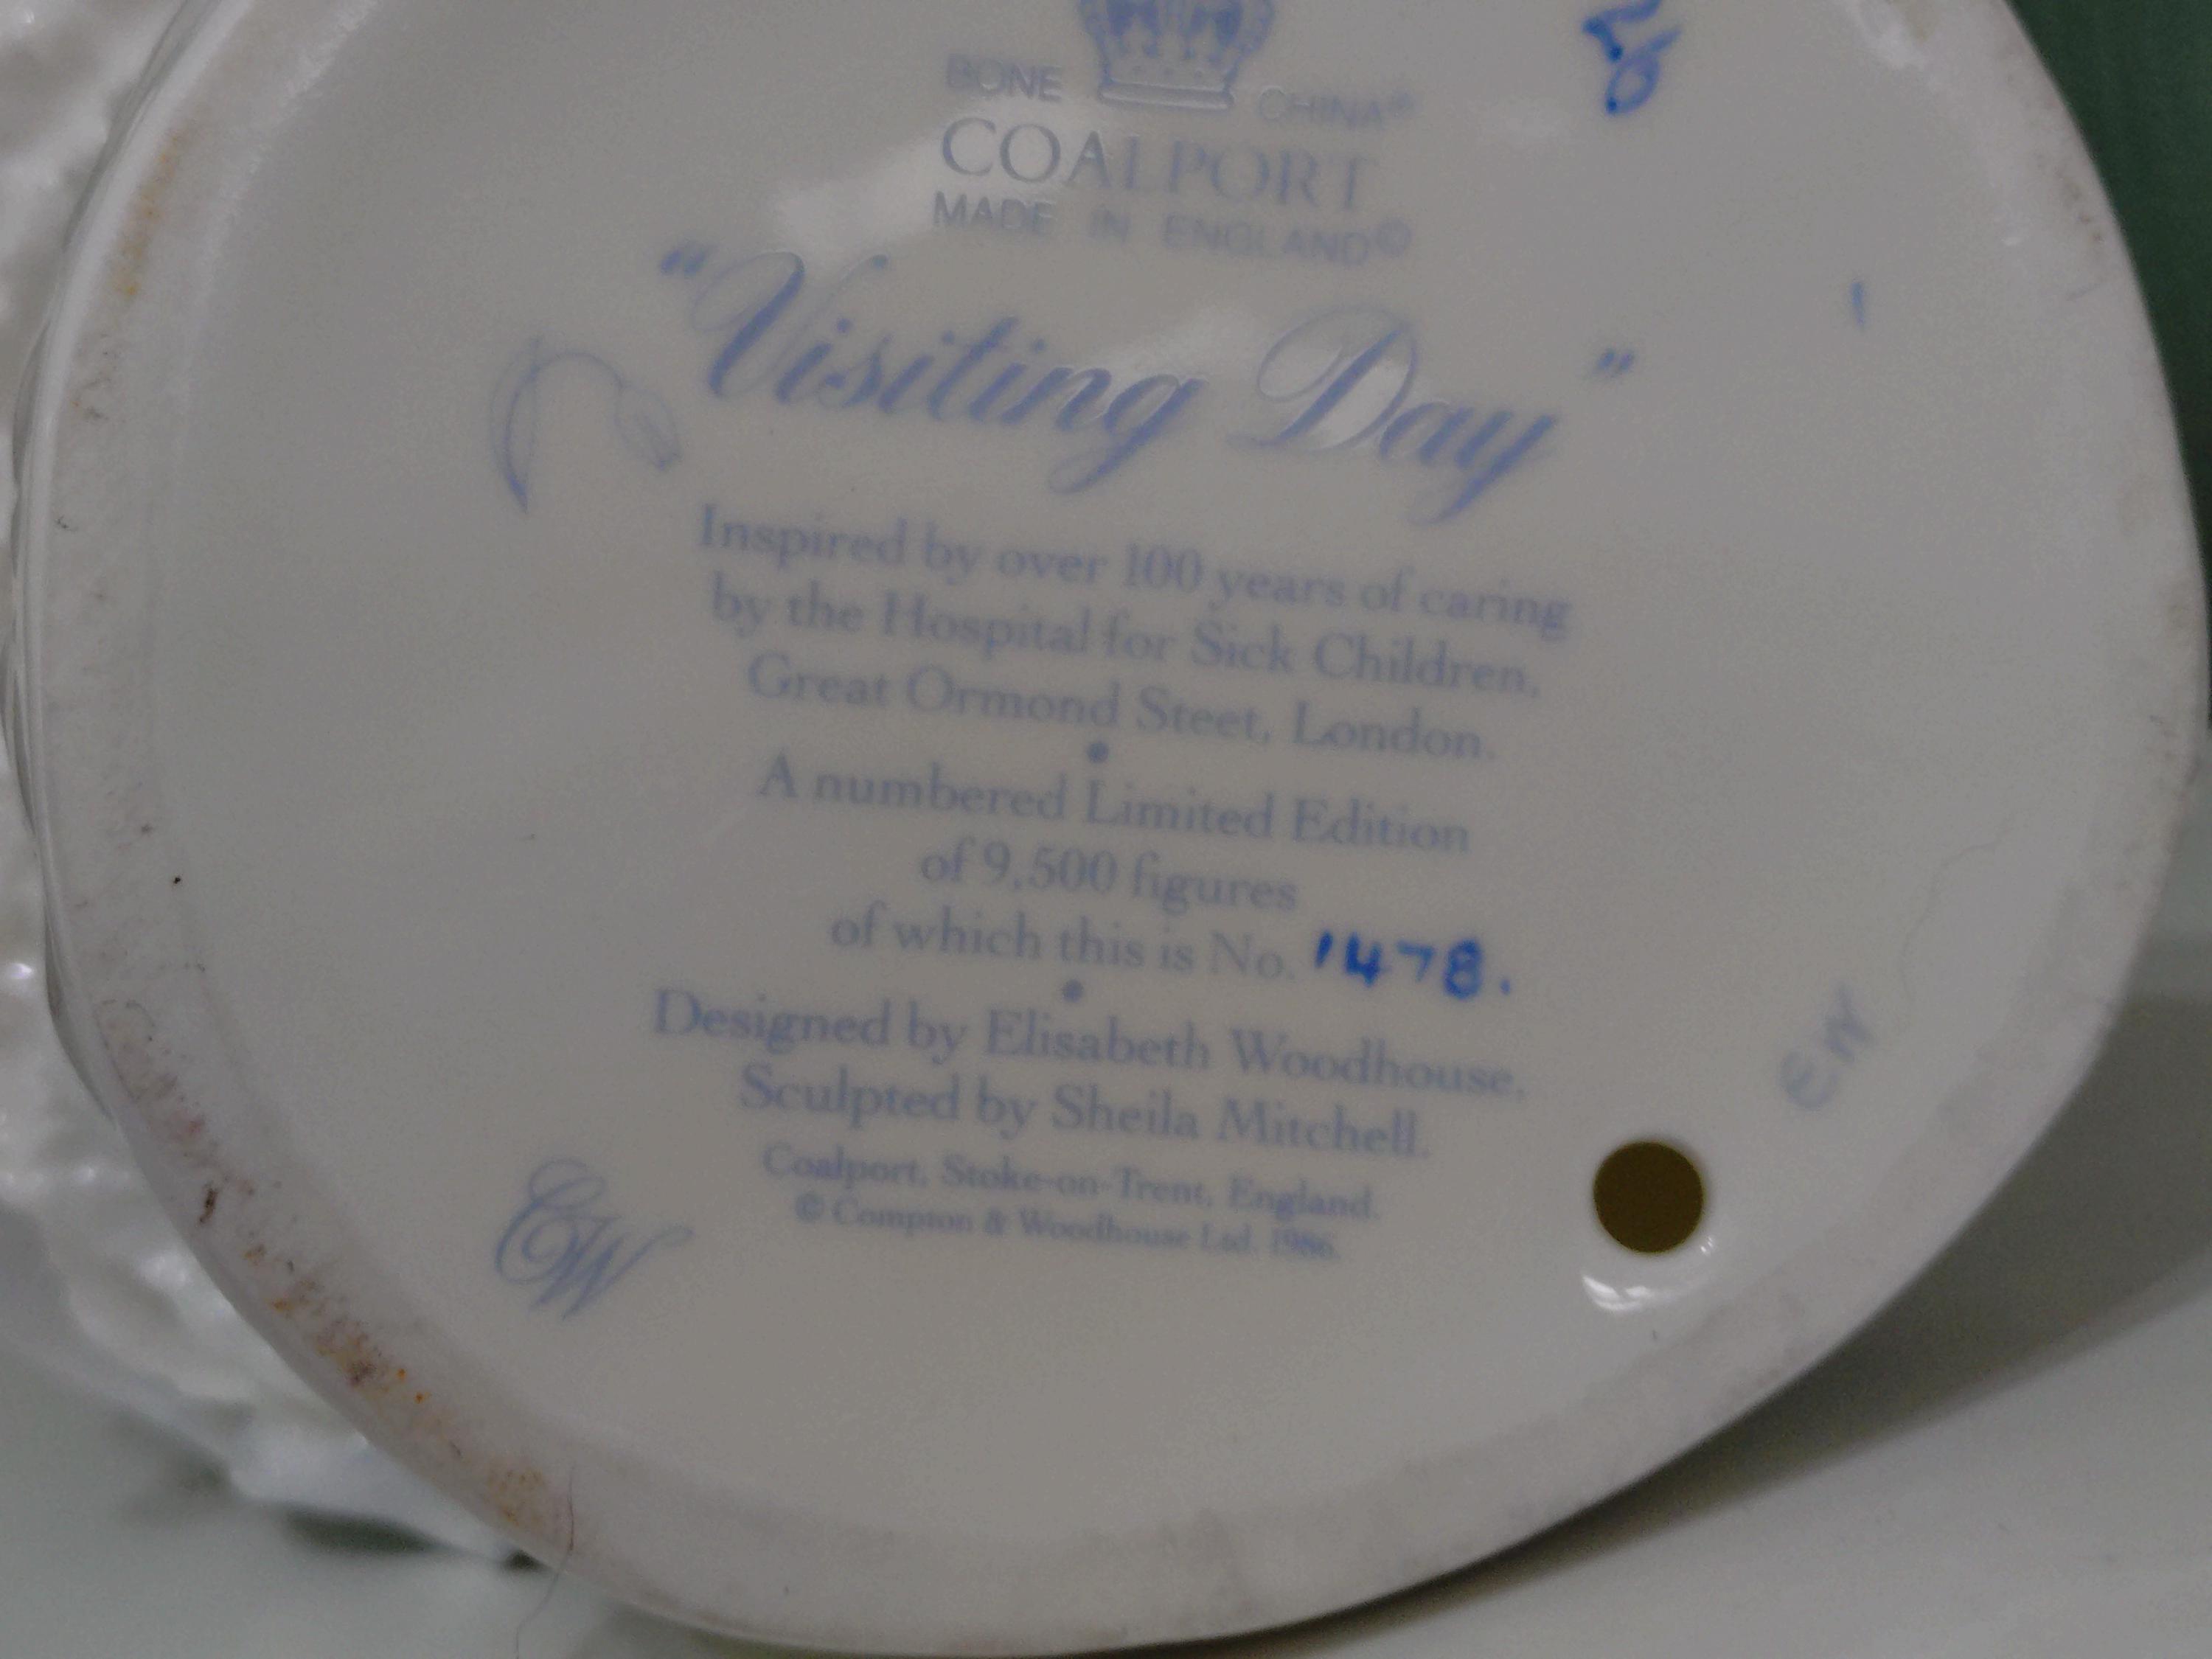 BONE CHINA®
COALPORT
MADE IN ENGLAND©
"Visiting Day"
Inspired by over 100 years of caring
by the Hospital for Sick Children,
Great Ormond Steet, London.
•
A numbered Limited Edition
of 9,500 figures
of which this is No. 1478.
•
Designed by Elisabeth Woodhouse.
Sculpted by Sheila Mitchell.
Coalport, Stoke-on-Trent, England.
© Compton & Woodhouse Ltd. 1986.
CW
EW